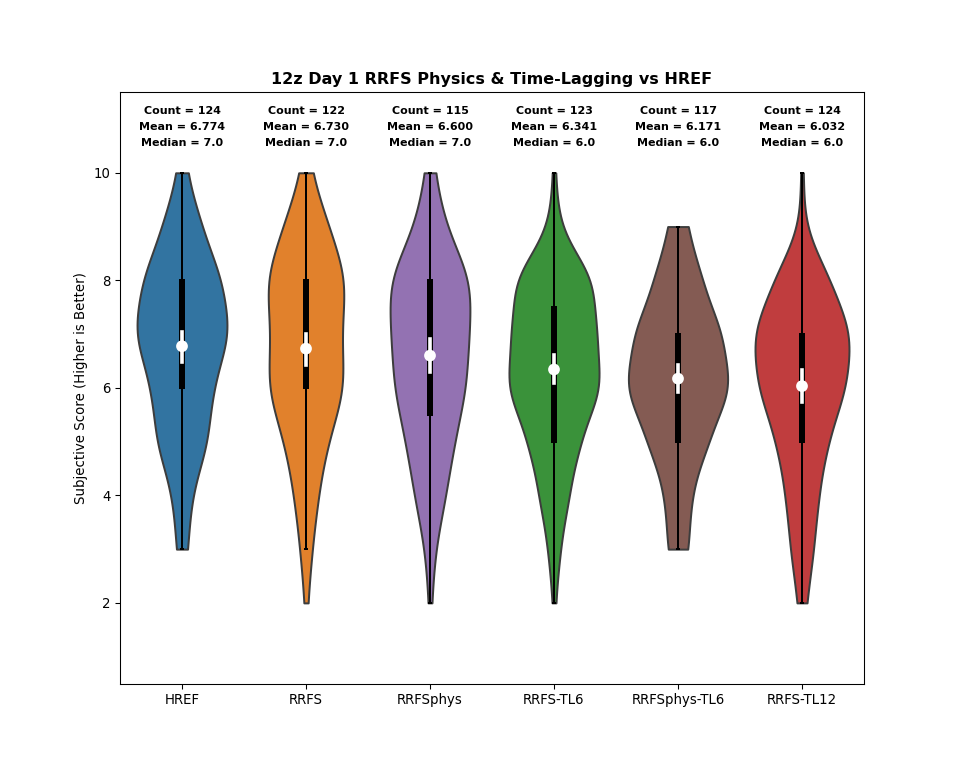 12z Day 1 RRFS Physics & Time-Lagging vs HREF
Count = 124 Count = 122 Count = 115 Count = 123 Count = 117 Count = 124
Mean = 6.774 Mean = 6.730 Mean = 6.600 Mean = 6.341 Mean = 6.171 Mean = 6.032
Median = 7.0 Median = 7.0 Median = 7.0 Median = 6.0 Median = 6.0 Median = 6.0
Subjective Score (Higher is Better)
10
8
6
4
2
HREF RRFS RRFSphys RRFS-TL6 RRFSphys-TL6 RRFS-TL12